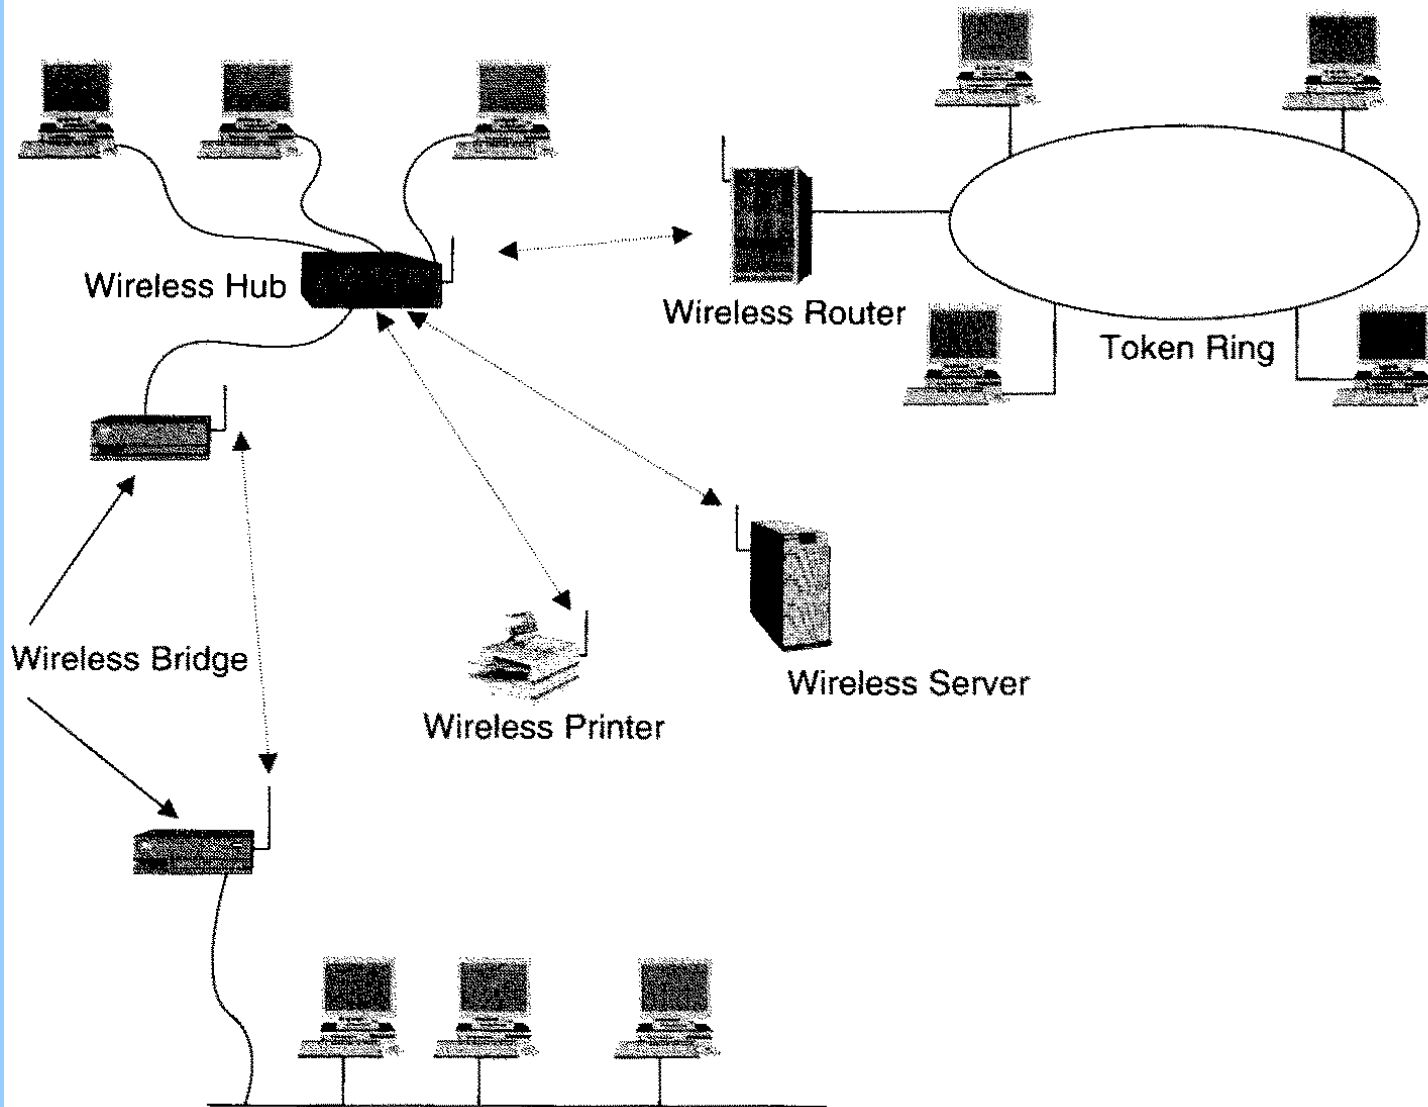 Wireless Hub
Wireless Router
Token Ring
Wireless Bridge
Wireless Server
Wireless Printer